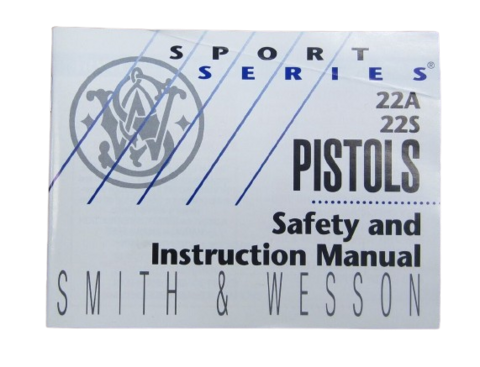 SPORT
SERIES®
22A
22S
PISTOLS
Safety and
Instruction Manual
SMITH & WESSON